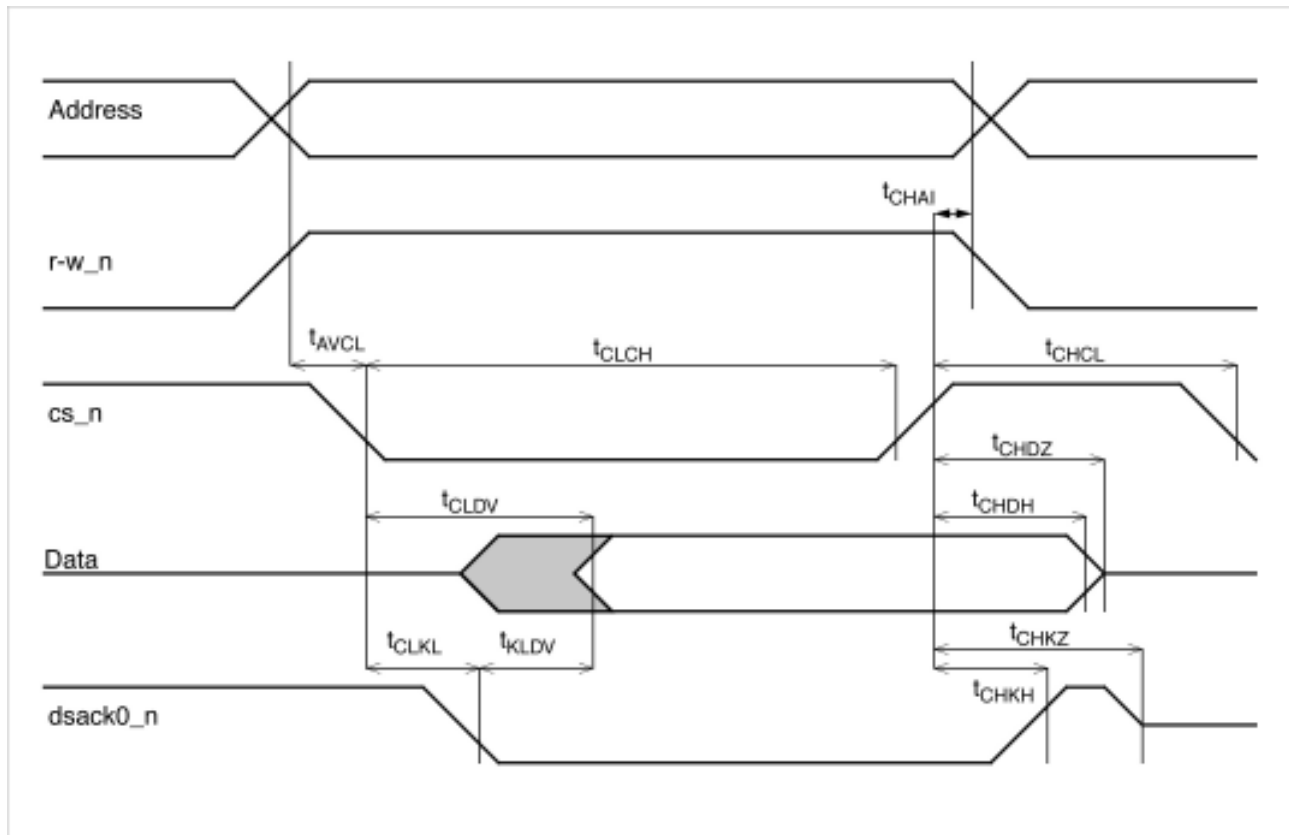 Address
tCHAI
r-w_n
tAVCL
tCLCH
tCHCL
cs_n
tCHDZ
tCLDV
tCHDH
Data
tCLKL
tKLDV
tCHKZ
tCHKH
dsack0_n